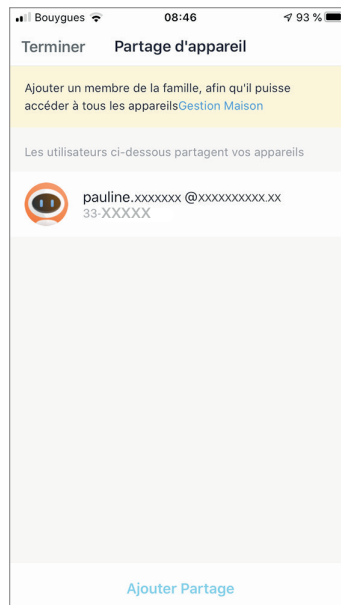 Bouygues 08:46 93 %
Terminer Partage d'appareil
Ajouter un membre de la famille, afin qu'il puisse
accéder à tous les appareilsGestion Maison
Les utilisateurs ci-dessous partagent vos appareils
pauline.xxxxxxx @xxxxxxxxxx.xx
33-XXXXX
Ajouter Partage